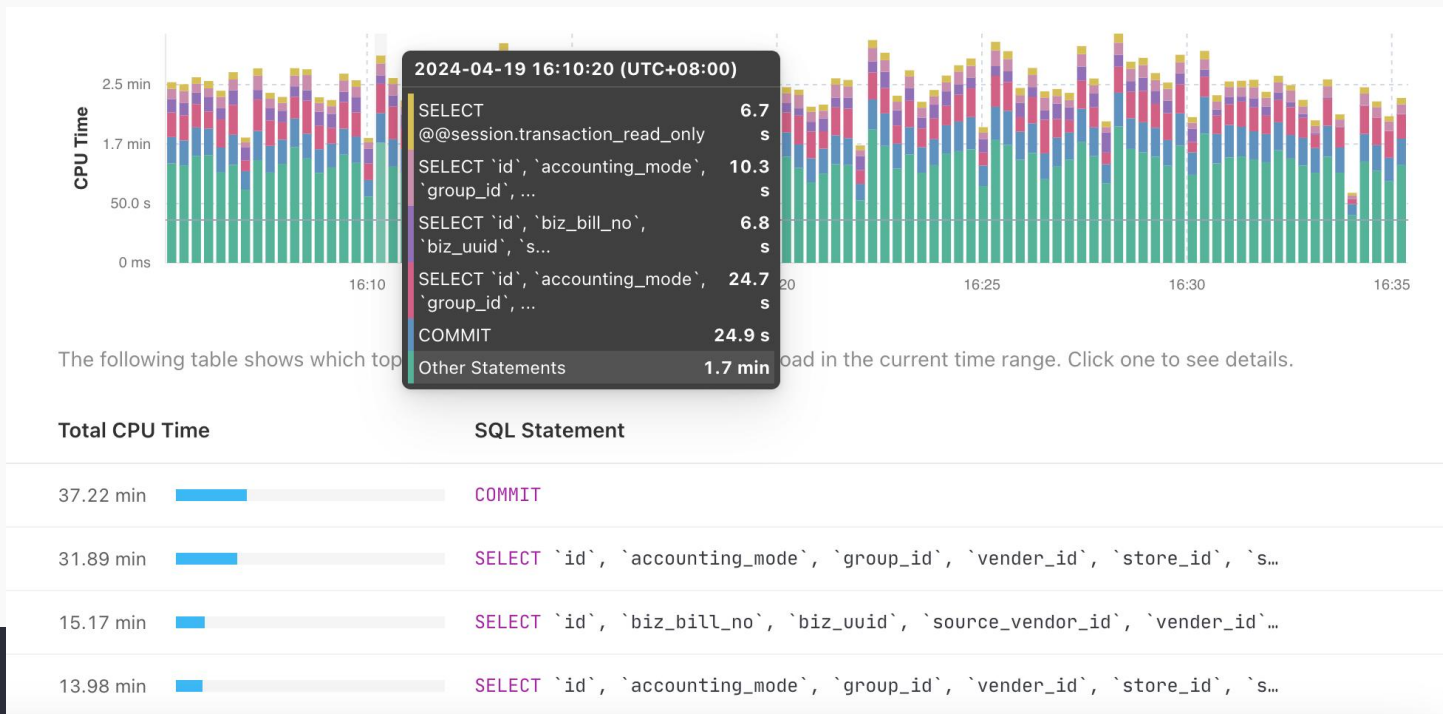 2024-04-19 16:10:20 (UTC+08:00)
SELECT 6.7
@@session.transaction_read_only s
SELECT `id`, `accounting_mode`, 10.3
`group_id`, ... s
SELECT `id`, `biz_bill_no`, 6.8
`biz_uuid`, `s... s
SELECT `id`, `accounting_mode`, 24.7
`group_id`, ... s
COMMIT 24.9 s
Other Statements 1.7 min
CPU Time
2.5 min
1.7 min
50.0 s
0 ms
16:10 20 16:25 16:30 16:35
The following table shows which top oad in the current time range. Click one to see details.
Total CPU Time SQL Statement
37.22 min COMMIT
31.89 min SELECT `id`, `accounting_mode`, `group_id`, `vender_id`, `store_id`, `s…
15.17 min SELECT `id`, `biz_bill_no`, `biz_uuid`, `source_vendor_id`, `vender_id`…
13.98 min SELECT `id`, `accounting_mode`, `group_id`, `vender_id`, `store_id`, `s…